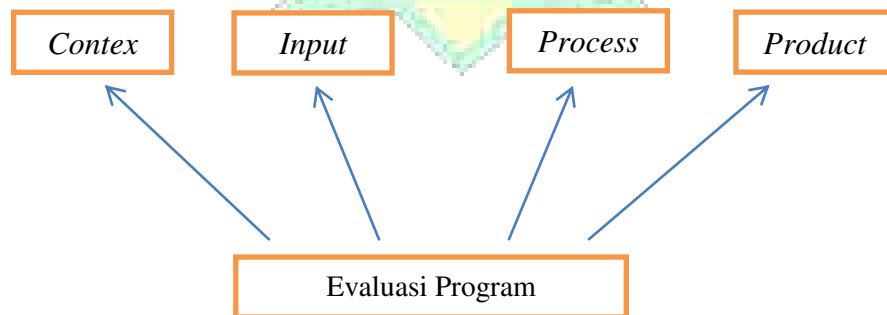 Contex
Input
Process
Product
Evaluasi Program